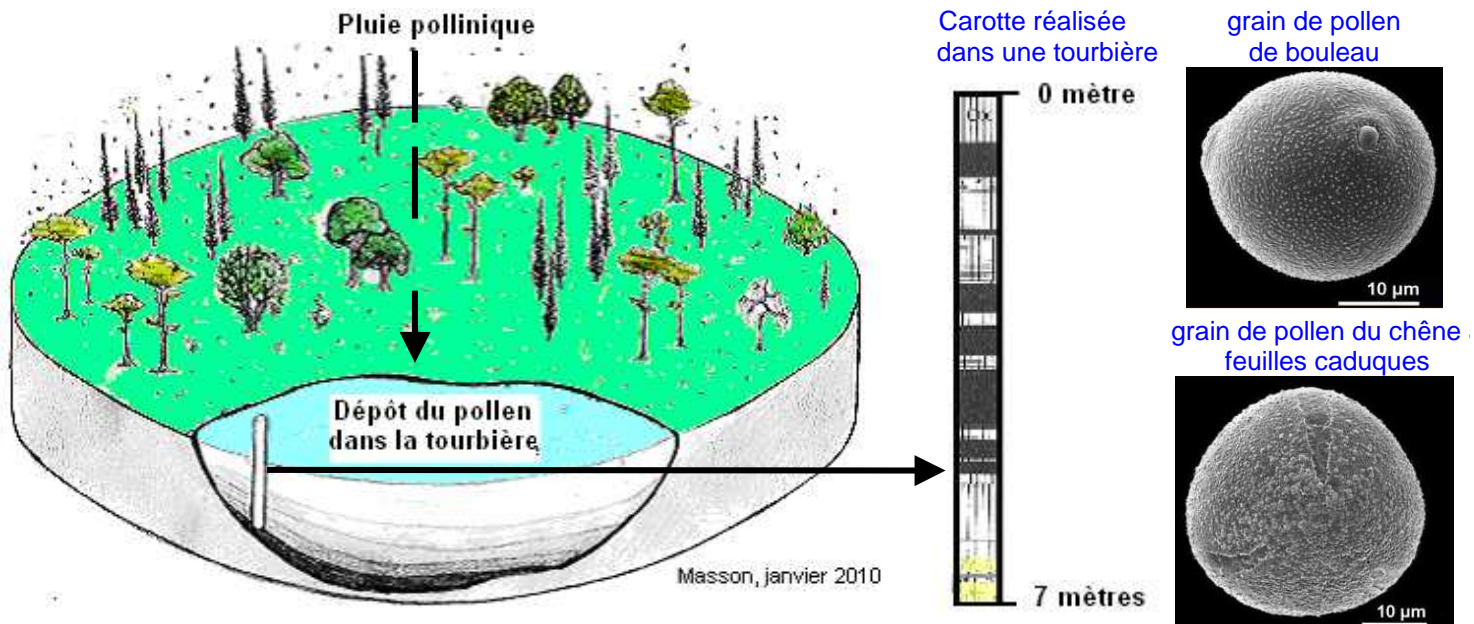 Pluie pollinique
Dépôt du pollen
dans la tourbière
Masson, janvier 2010
Carotte réalisée
dans une tourbière
0 mètre
7 mètres
grain de pollen
de bouleau
10 µm
grain de pollen du chêne
feuilles caduques
10 µm